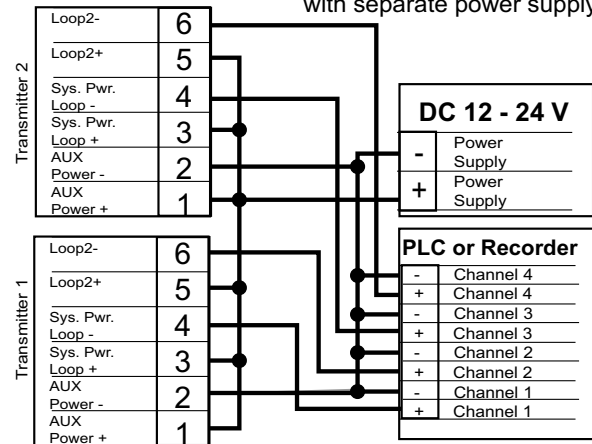 with separate power supply
Transmitter 2
Loop2-
6
Loop2+
5
Sys. Pwr.
Loop -
4
Sys. Pwr.
Loop +
3
AUX
Power -
2
AUX
Power +
1
DC 12 - 24 V
-
Power
Supply
+
Power
Supply
Transmitter 1
Loop2-
6
Loop2+
5
Sys. Pwr.
Loop -
4
Sys. Pwr.
Loop +
3
AUX
Power -
2
AUX
Power +
1
PLC or Recorder
- Channel 4
+ Channel 4
- Channel 3
+ Channel 3
- Channel 2
+ Channel 2
- Channel 1
+ Channel 1